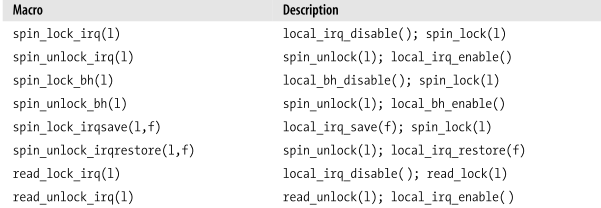 Macro Description
spin_lock_irq(l) local_irq_disable(); spin_lock(l)
spin_unlock_irq(l) spin_unlock(l); local_irq_enable()
spin_lock_bh(l) local_bh_disable(); spin_lock(l)
spin_unlock_bh(l) spin_unlock(l); local_bh_enable()
spin_lock_irqsave(l,f) local_irq_save(f); spin_lock(l)
spin_unlock_irqrestore(l,f) spin_unlock(l); local_irq_restore(f)
read_lock_irq(l) local_irq_disable(); read_lock(l)
read_unlock_irq(l) read_unlock(l); local_irq_enable()